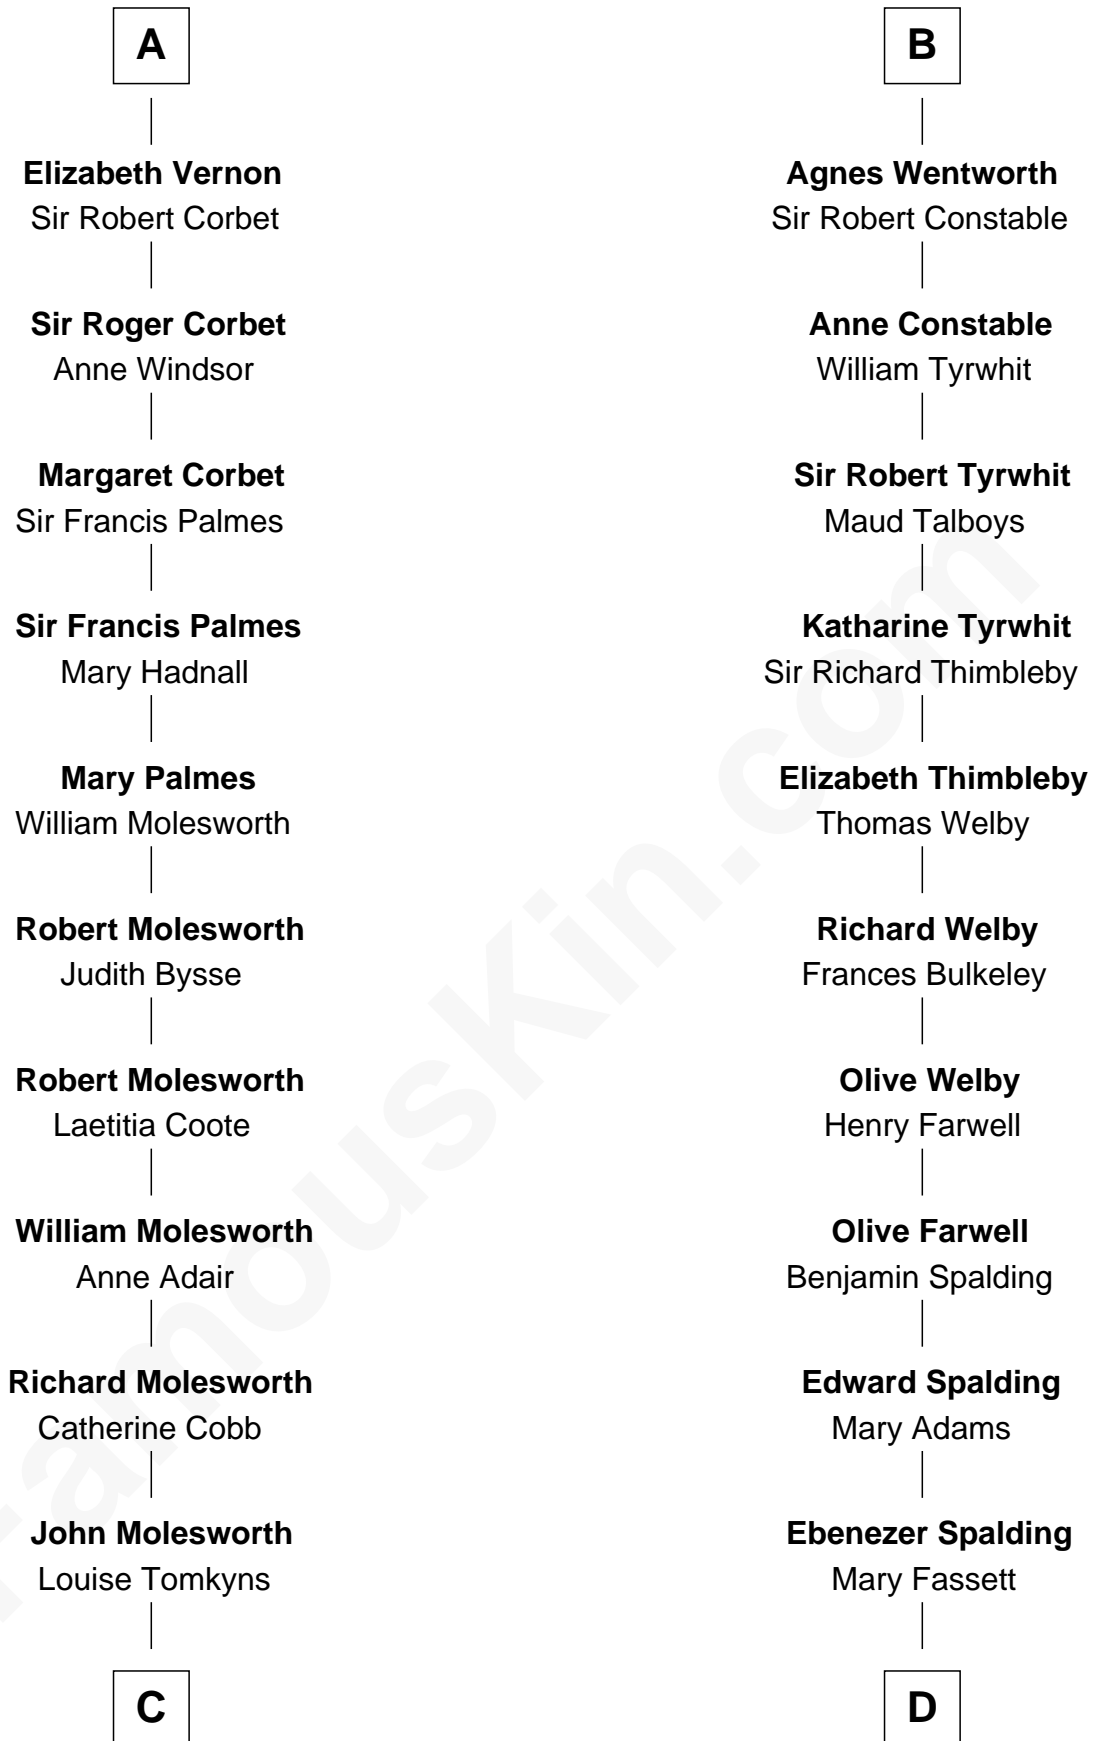 A
Elizabeth Vernon
Sir Robert Corbet
Sir Roger Corbet
Anne Windsor
Margaret Corbet
Sir Francis Palmes
Sir Francis Palmes
Mary Hadnall
Mary Palmes
William Molesworth
Robert Molesworth
Judith Bysse
Robert Molesworth
Laetitia Coote
William Molesworth
Anne Adair
Richard Molesworth
Catherine Cobb
John Molesworth
Louise Tomkyns
C
B
Agnes Wentworth
Sir Robert Constable
Anne Constable
William Tyrwhit
Sir Robert Tyrwhit
Maud Talboys
Katharine Tyrwhit
Sir Richard Thimbleby
Elizabeth Thimbleby
Thomas Welby
Richard Welby
Frances Bulkeley
Olive Welby
Henry Farwell
Olive Farwell
Benjamin Spalding
Edward Spalding
Mary Adams
Ebenezer Spalding
Mary Fassett
D
FamousKin.com